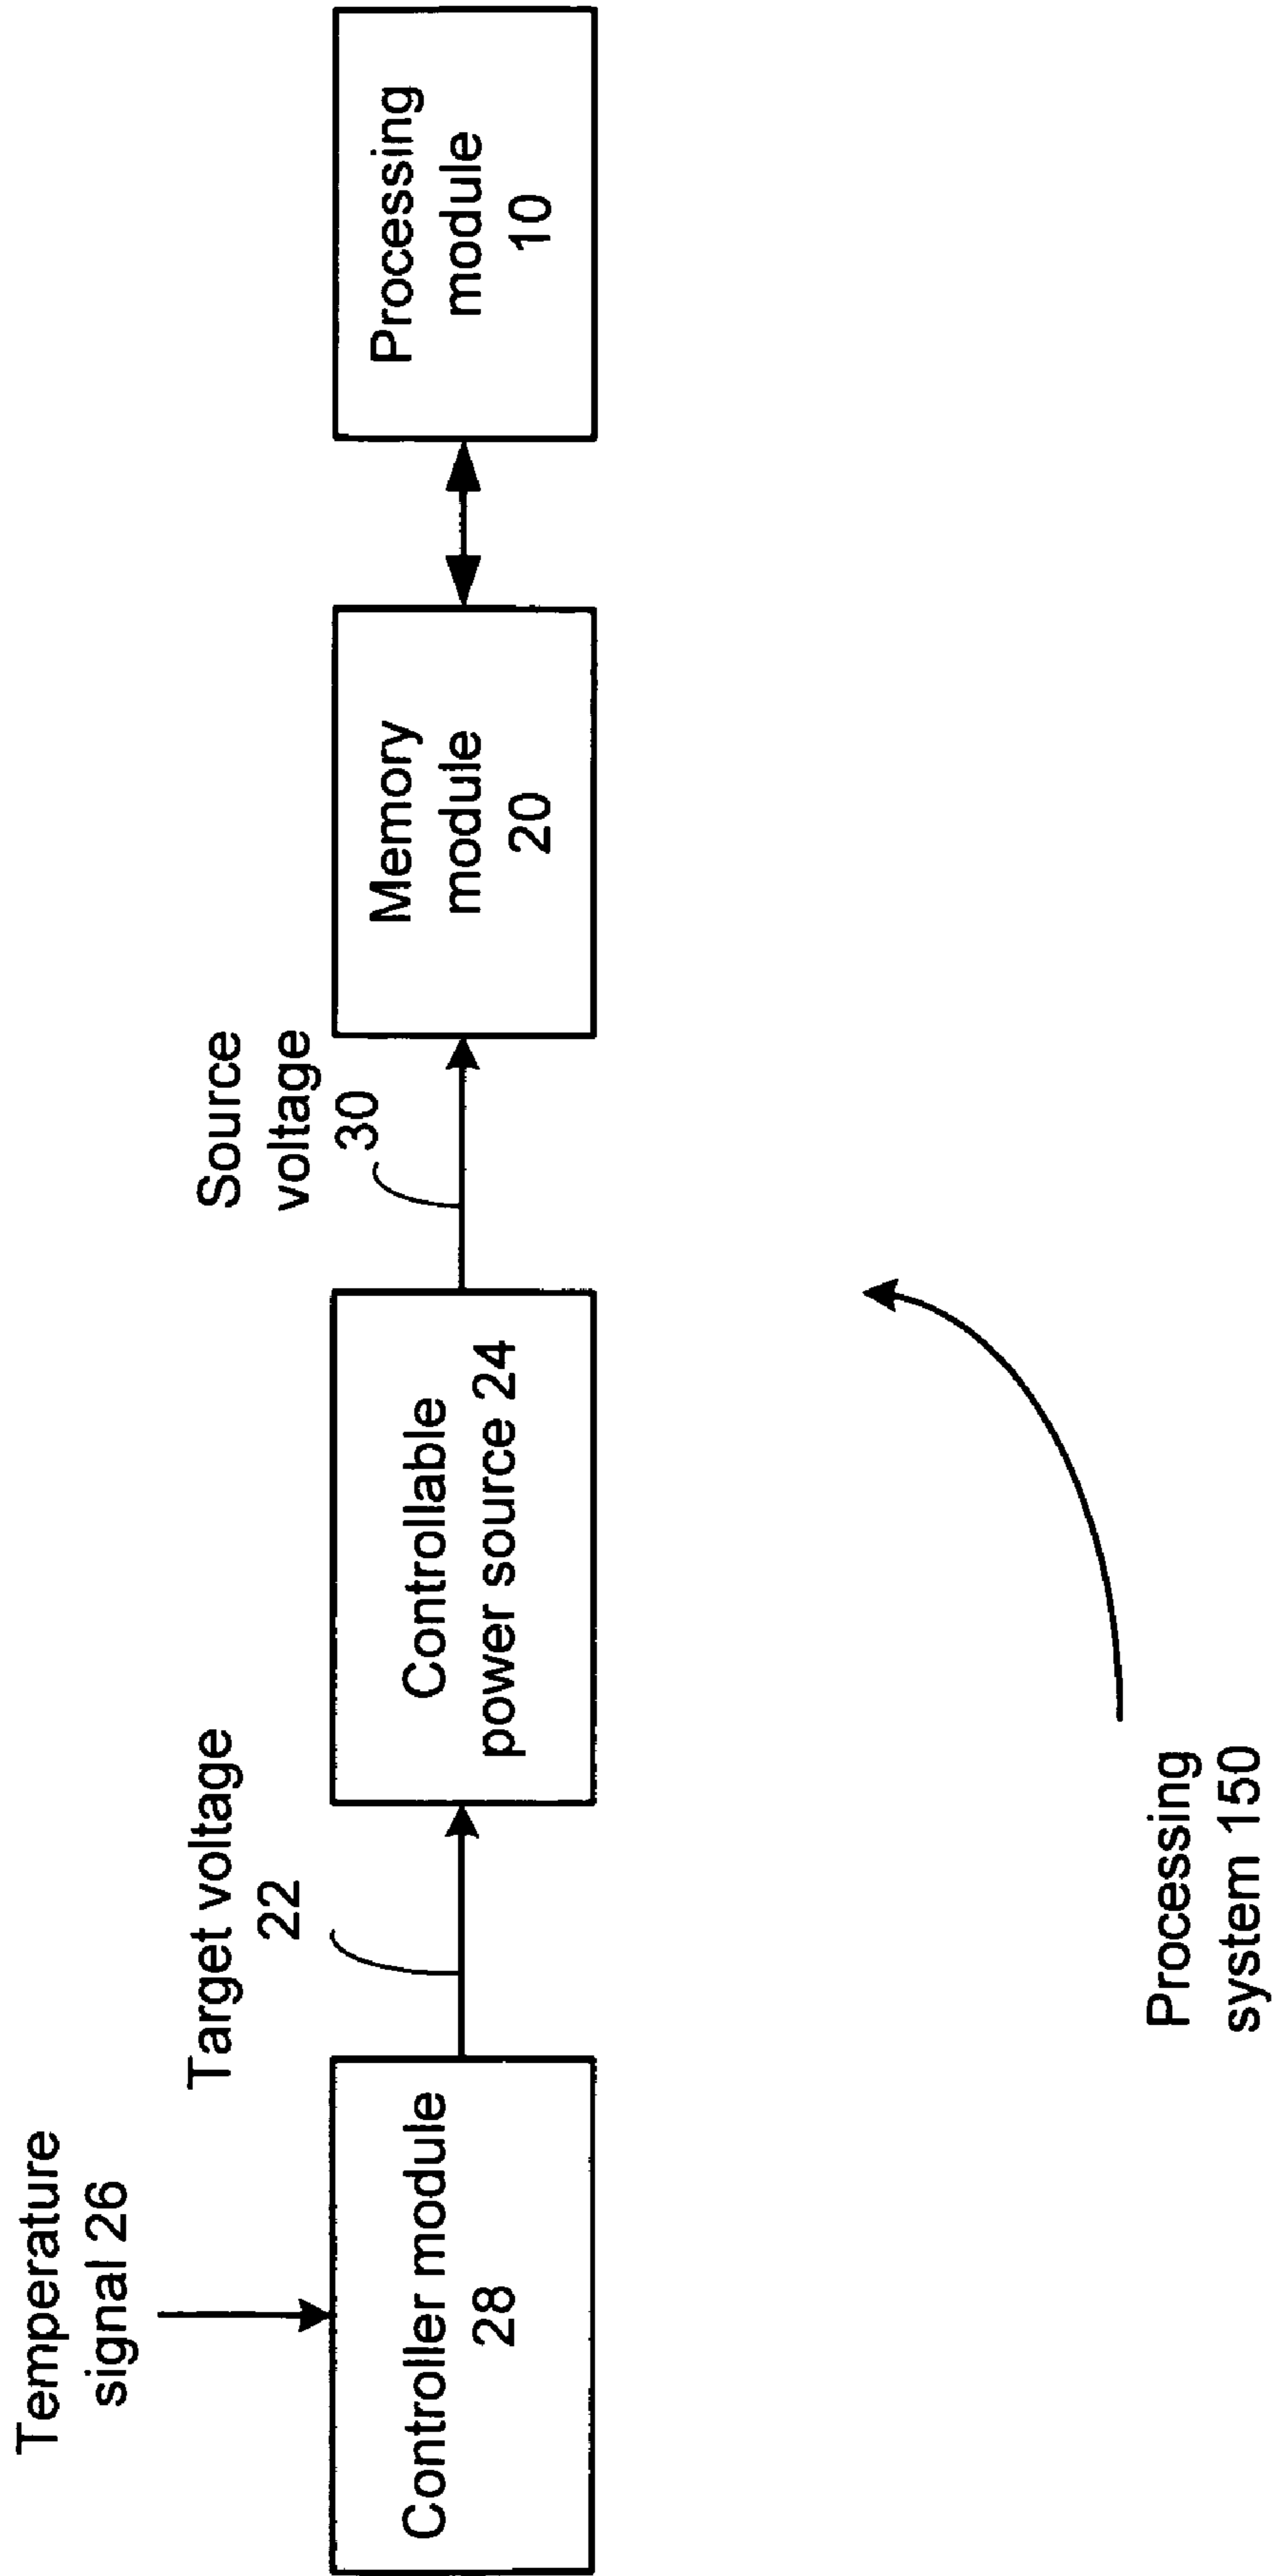 Temperature
signal 26
Target voltage
22
Source
voltage
30
Controller module
28
Controllable
power source 24
Memory
module
20
Processing
module
10
Processing
system 150